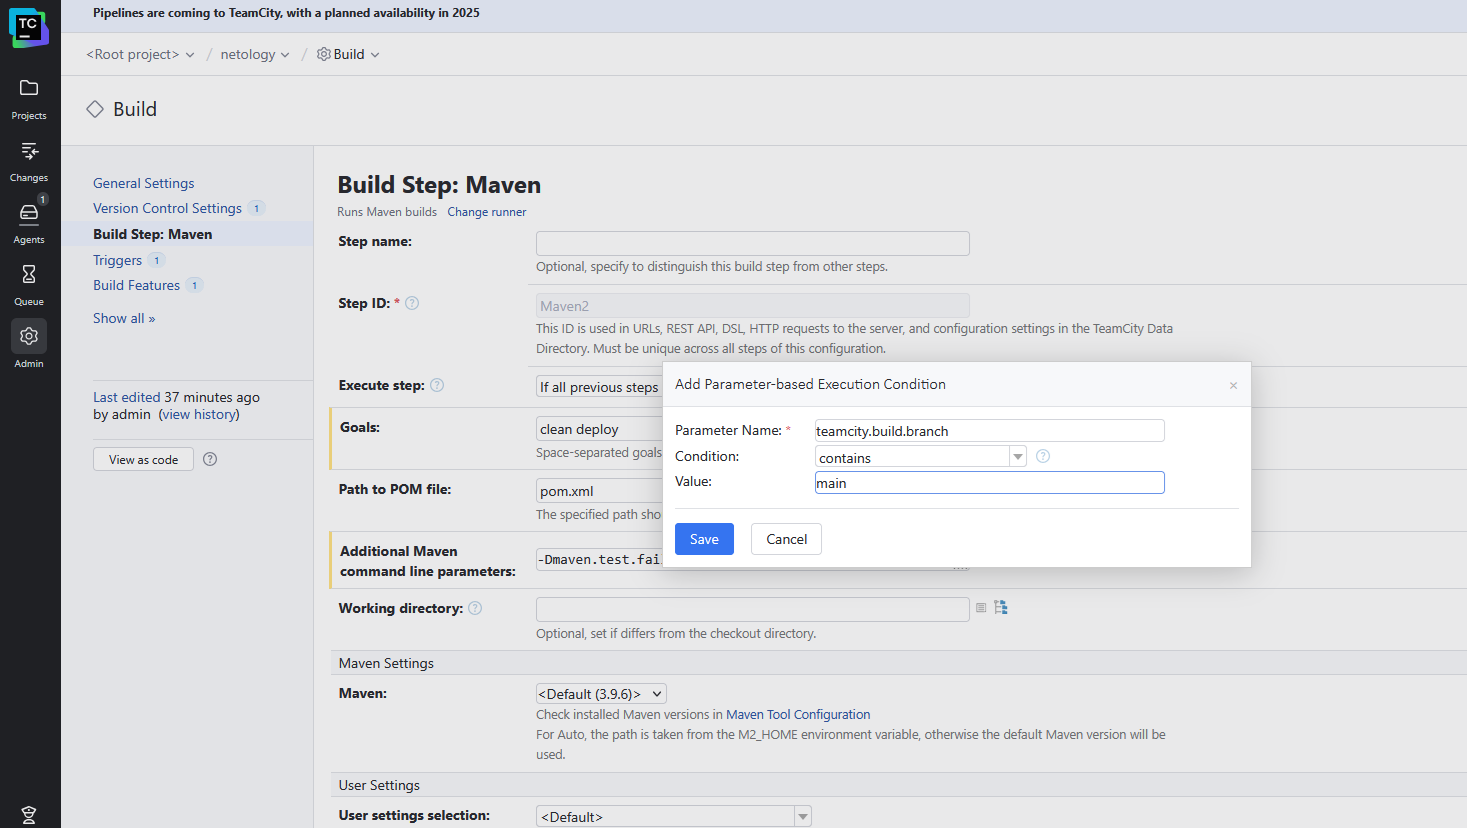 Pipelines are coming to TeamCity, with a planned availability in 2025
TC
<Root project> / netology / Build
Build
Projects
Changes
1
Agents
Queue
Admin
General Settings
Version Control Settings 1
Build Step: Maven
Triggers 1
Build Features 1
Show all »
Last edited 37 minutes ago
by admin (view history)
View as code ?
Build Step: Maven
Runs Maven builds Change runner
Step name:
Optional, specify to distinguish this build step from other steps.
Step ID: * ?
Maven2
This ID is used in URLs, REST API, DSL, HTTP requests to the server, and configuration settings in the TeamCity Data
Directory. Must be unique across all steps of this configuration.
Execute step: ? If all previous steps
Goals: clean deploy
Space-separated goals
Path to POM file: pom.xml
The specified path sho
Additional Maven
command line parameters:
-Dmaven.test.fai
Working directory: ?
Optional, set if differs from the checkout directory.
Maven Settings
Maven: <Default (3.9.6)>
Check installed Maven versions in Maven Tool Configuration
For Auto, the path is taken from the M2_HOME environment variable, otherwise the default Maven version will be
used.
User Settings
User settings selection: <Default>
Add Parameter-based Execution Condition ×
Parameter Name: * teamcity.build.branch
Condition: contains ?
Value: main
Save Cancel